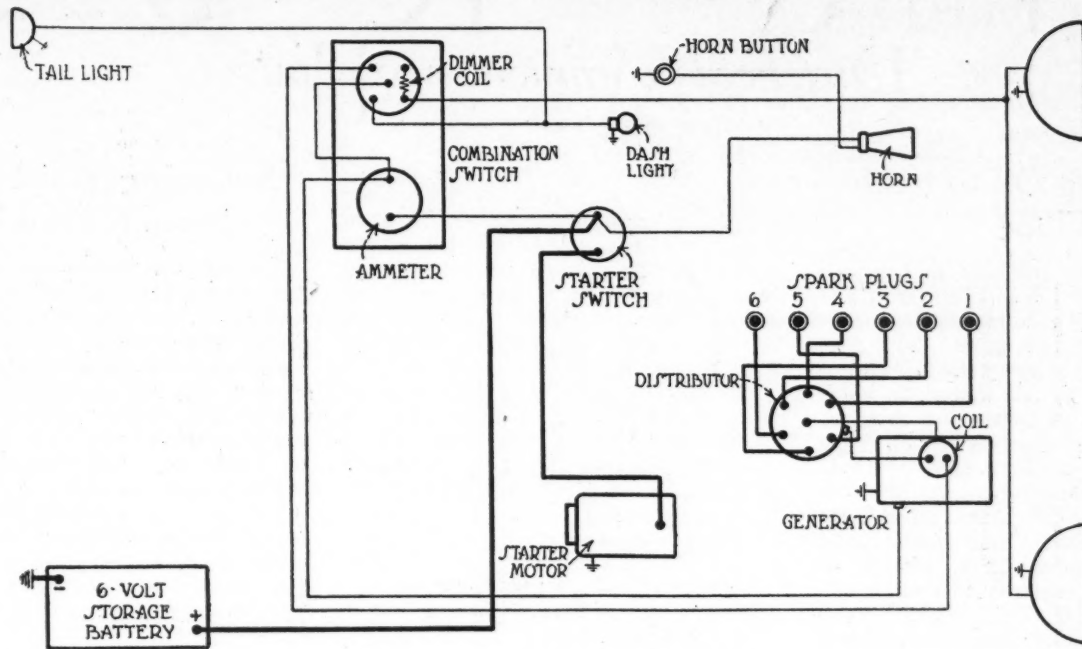 TAIL LIGHT
DIMMER
COIL
COMBINATION
SWITCH
AMMETER
HORN BUTTON
DASH
LIGHT
HORN
STARTER
SWITCH
SPARK PLUGS
6 5 4 3 2 1
DISTRIBUTOR
COIL
GENERATOR
STARTER
MOTOR
-
6-VOLT
STORAGE
BATTERY
+